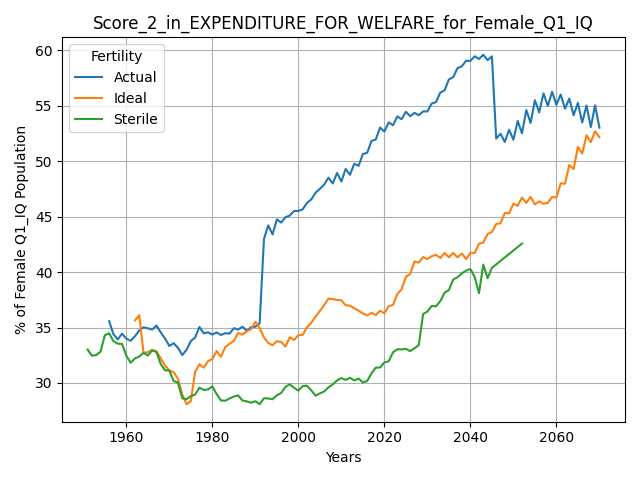 Score_2_in_EXPENDITURE_FOR_WELFARE_for_Female_Q1_IQ
Fertility
Actual
Ideal
Sterile
% of Female Q1_IQ Population
60
55
50
45
40
35
30
1960
1980
2000
2020
2040
2060
Years